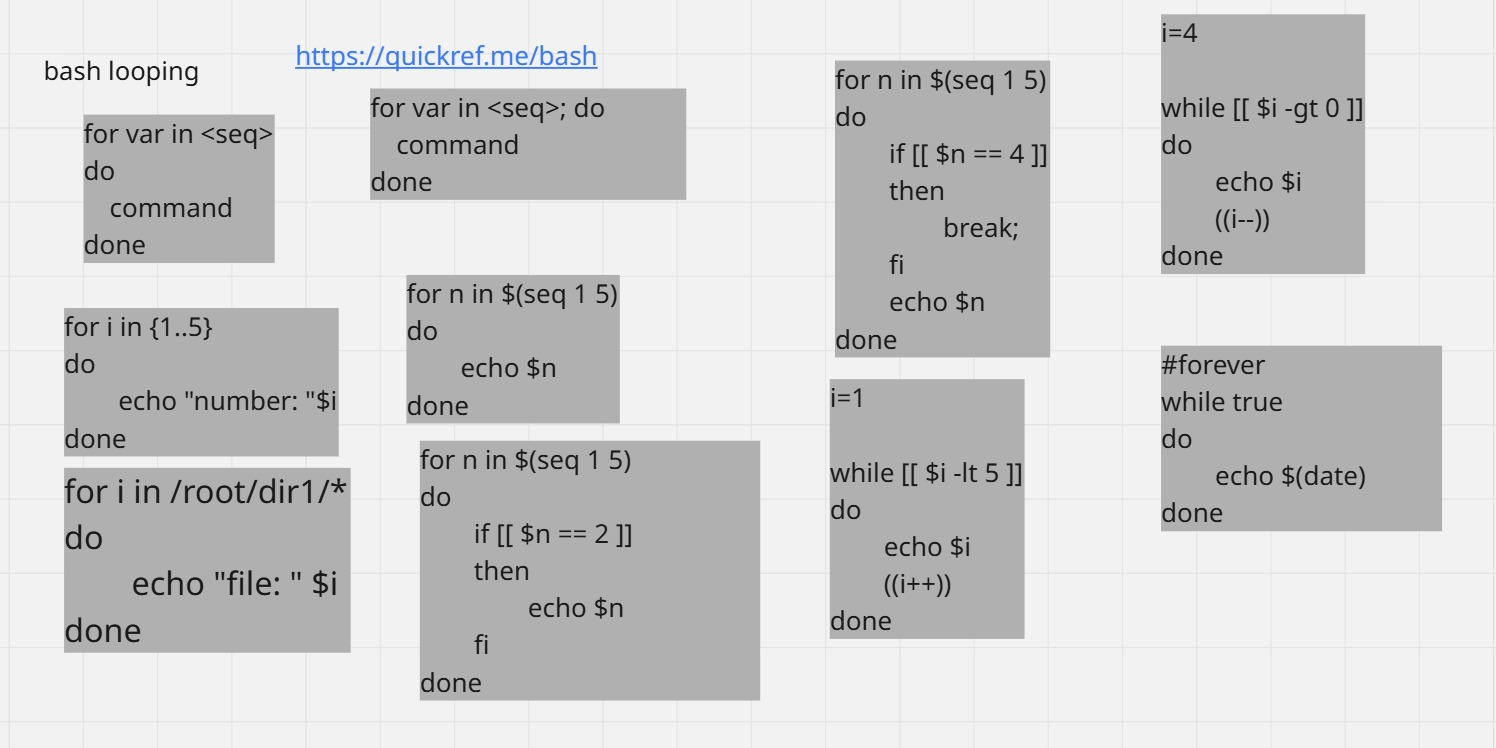 bash looping
https://quickref.me/bash
for var in <seq>
do
    command
done
for var in <seq>; do
    command
done
for i in {1..5}
do
        echo "number: "$i
done
for i in /root/dir1/*
do
        echo "file: " $i
done
for n in $(seq 1 5)
do
        echo $n
done
for n in $(seq 1 5)
do
        if [[ $n == 2 ]]
        then
                echo $n
        fi
done
for n in $(seq 1 5)
do
        if [[ $n == 4 ]]
        then
                break;
        fi
        echo $n
done
i=1

while [[ $i -lt 5 ]]
do
        echo $i
        ((i++))
done
i=4

while [[ $i -gt 0 ]]
do
        echo $i
        ((i--))
done
#forever
while true
do
        echo $(date)
done